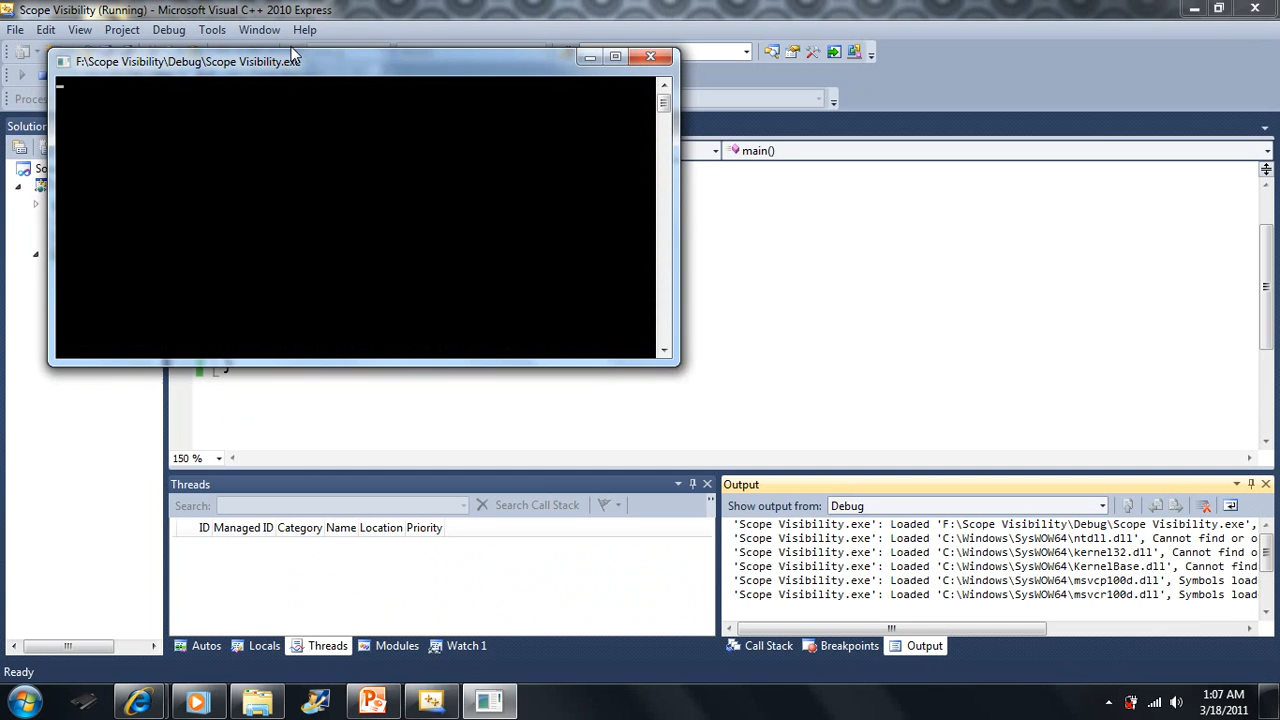 Scope Visibility (Running) - Microsoft Visual C++ 2010 Express
File Edit View Project Debug Tools Window Help
F:\Scope Visibility\Debug\Scope Visibility.exe
Proces
Solution
main()
So
}
150 %
Threads
Search: Search Call Stack
ID Managed ID Category Name Location Priority
Output
Show output from: Debug
'Scope Visibility.exe': Loaded 'F:\Scope Visibility\Debug\Scope Visibility.exe',
'Scope Visibility.exe': Loaded 'C:\Windows\SysWOW64\ntdll.dll', Cannot find or o
'Scope Visibility.exe': Loaded 'C:\Windows\SysWOW64\kernel32.dll', Cannot find o
'Scope Visibility.exe': Loaded 'C:\Windows\SysWOW64\KernelBase.dll', Cannot find
'Scope Visibility.exe': Loaded 'C:\Windows\SysWOW64\msvcp100d.dll', Symbols load
'Scope Visibility.exe': Loaded 'C:\Windows\SysWOW64\msvcr100d.dll', Symbols load
Autos Locals Threads Modules Watch 1
Call Stack Breakpoints Output
Ready
1:07 AM
3/18/2011